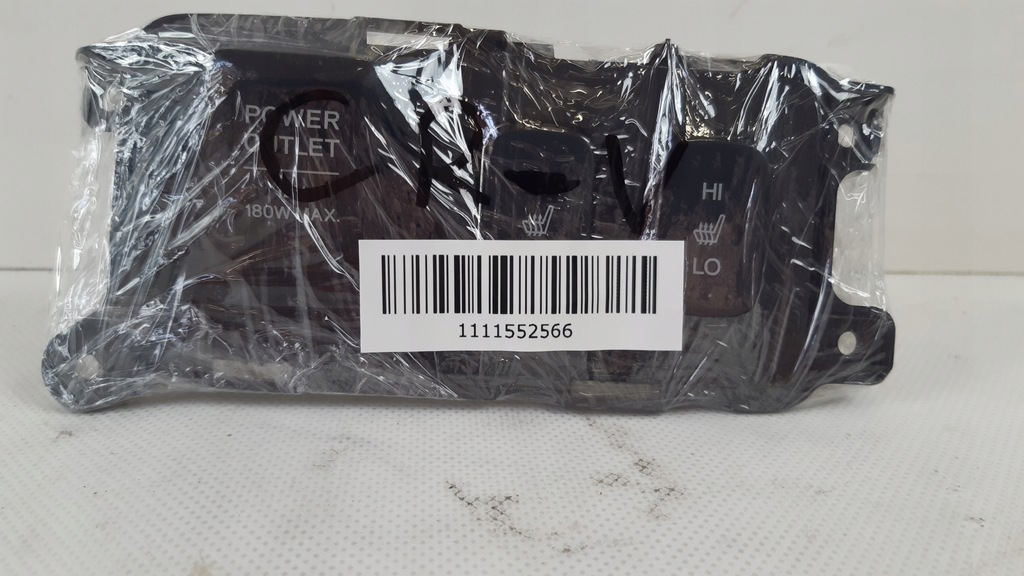 POWER
OUTLET
180W MAX.
CR-V
HI
LO
1111552566